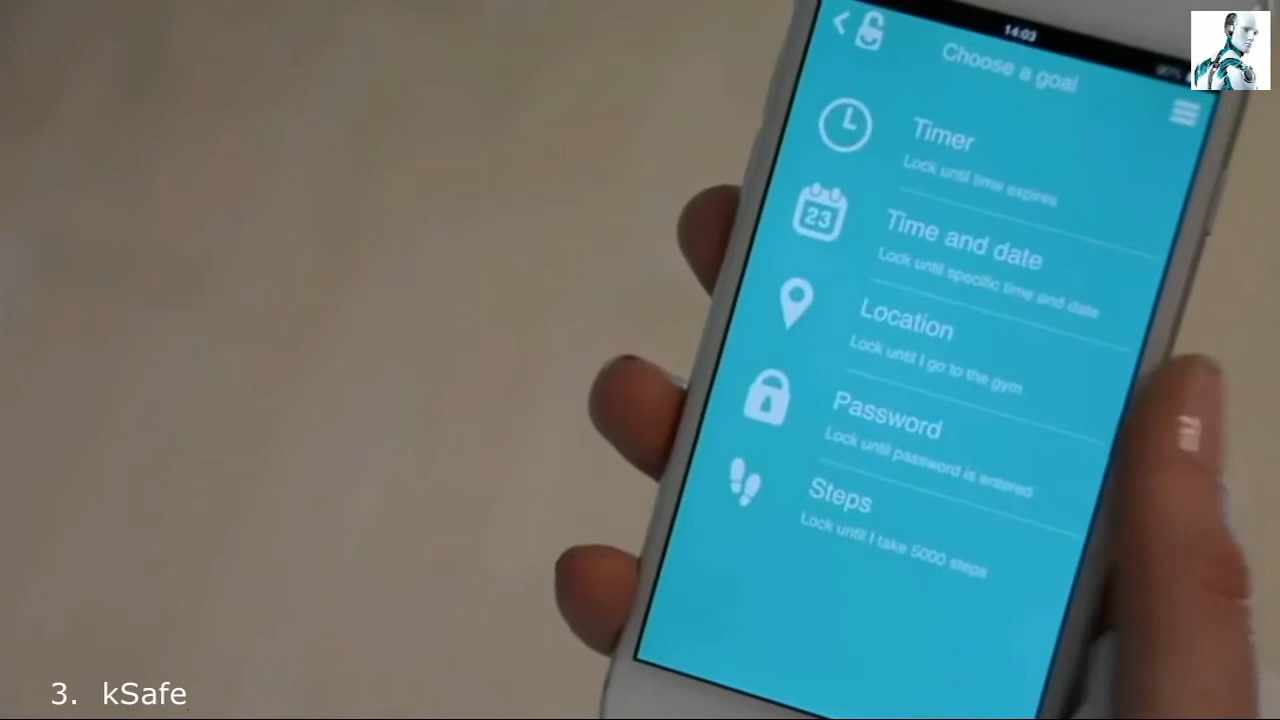 14:03
Choose a goal
Timer
Lock until time expires
23
Time and date
Lock until specific time and date
Location
Lock until I go to the gym
Password
Lock until password is entered
Steps
Lock until I take 5000 steps
3. kSafe